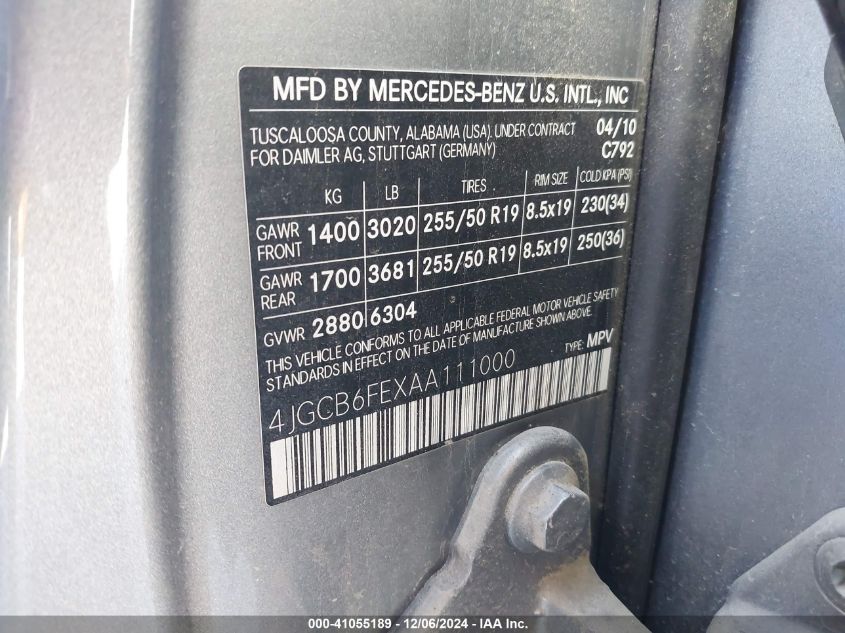 MFD BY MERCEDES-BENZ U.S. INTL., INC
TUSCALOOSA COUNTY, ALABAMA (USA). UNDER CONTRACT 04/10
FOR DAIMLER AG, STUTTGART (GERMANY) C792
KG LB TIRES RIM SIZE COLD KPA (PSI)
GAWR FRONT 1400 3020 255/50 R19 8.5x19 230(34)
GAWR REAR 1700 3681 255/50 R19 8.5x19 250(36)
GVWR 2880 6304
THIS VEHICLE CONFORMS TO ALL APPLICABLE FEDERAL MOTOR VEHICLE SAFETY
STANDARDS IN EFFECT ON THE DATE OF MANUFACTURE SHOWN ABOVE.
4JGCB6FEXAA111000 TYPE: MPV
000-41055189 - 12/06/2024 - IAA Inc.